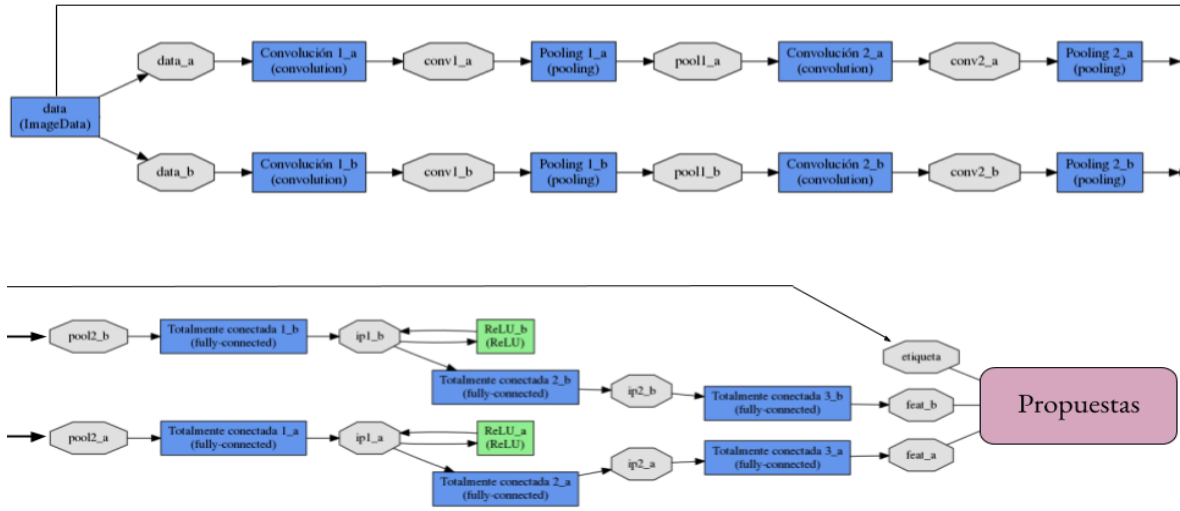 data_a
Convolución 1_a
(convolution)
conv1_a
Pooling 1_a
(pooling)
pool1_a
Convolución 2_a
(convolution)
conv2_a
Pooling 2_a
(pooling)
data
(ImageData)
data_b
Convolución 1_b
(convolution)
conv1_b
Pooling 1_b
(pooling)
pool1_b
Convolución 2_b
(convolution)
conv2_b
Pooling 2_b
(pooling)
pool2_b
Totalmente conectada 1_b
(fully-connected)
ip1_b
ReLU_b
(ReLU)
etiqueta
Totalmente conectada 2_b
(fully-connected)
ip2_b
Totalmente conectada 3_b
(fully-connected)
feat_b
Propuestas
pool2_a
Totalmente conectada 1_a
(fully-connected)
ip1_a
ReLU_a
(ReLU)
Totalmente conectada 2_a
(fully-connected)
ip2_a
Totalmente conectada 3_a
(fully-connected)
feat_a